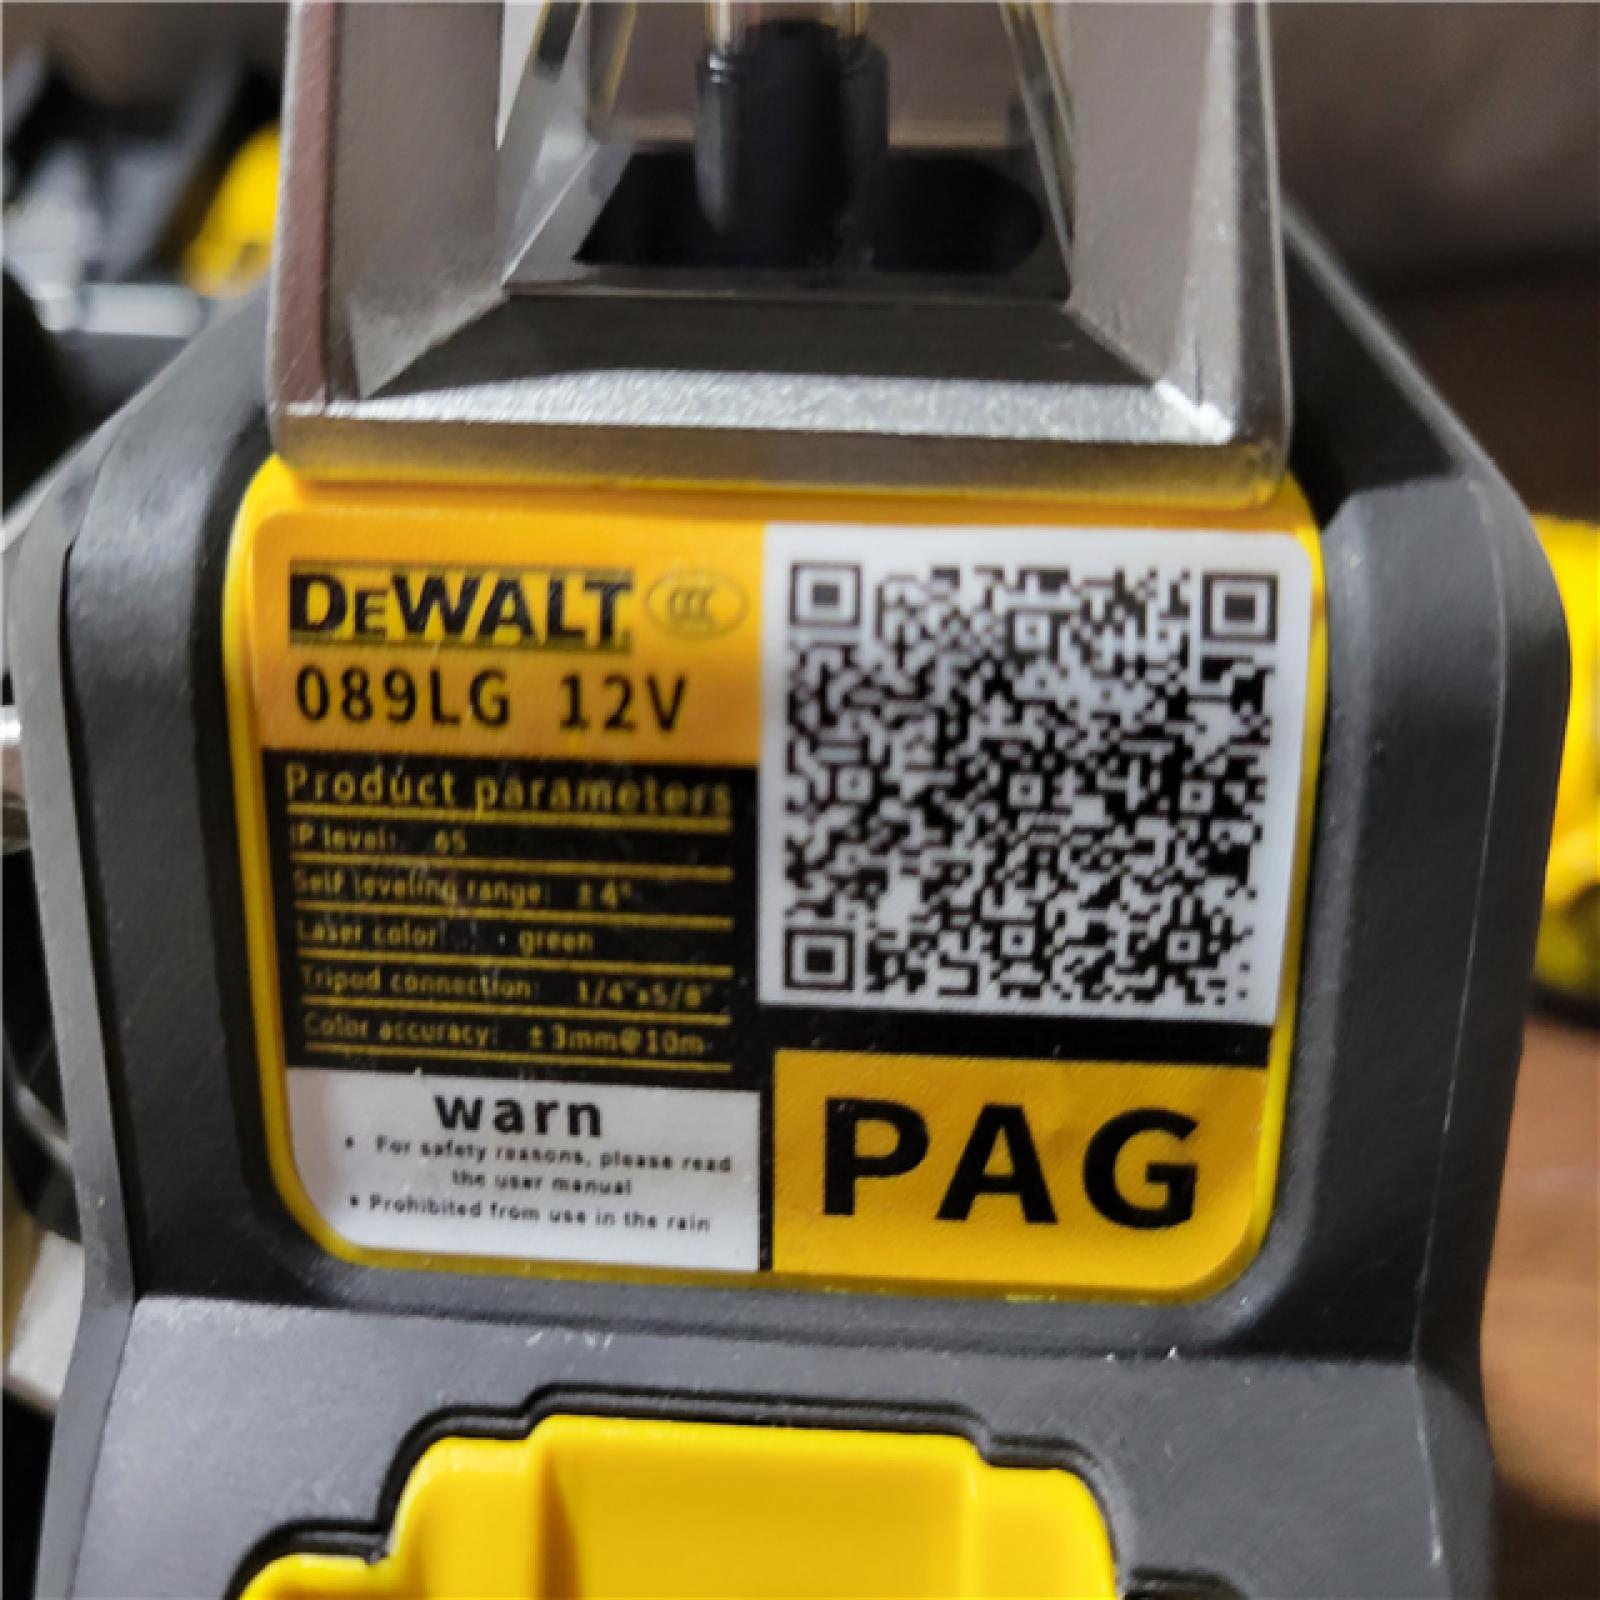 DEWALT CCC
089LG 12V
Product parameters
IP level: 65
Self leveling range: ±4°
Laser color: green
Tripod connection: 1/4"x5/8"
Color accuracy: ±3mm@10m
warn
• For safety reasons, please read
the user manual
• Prohibited from use in the rain
PAG